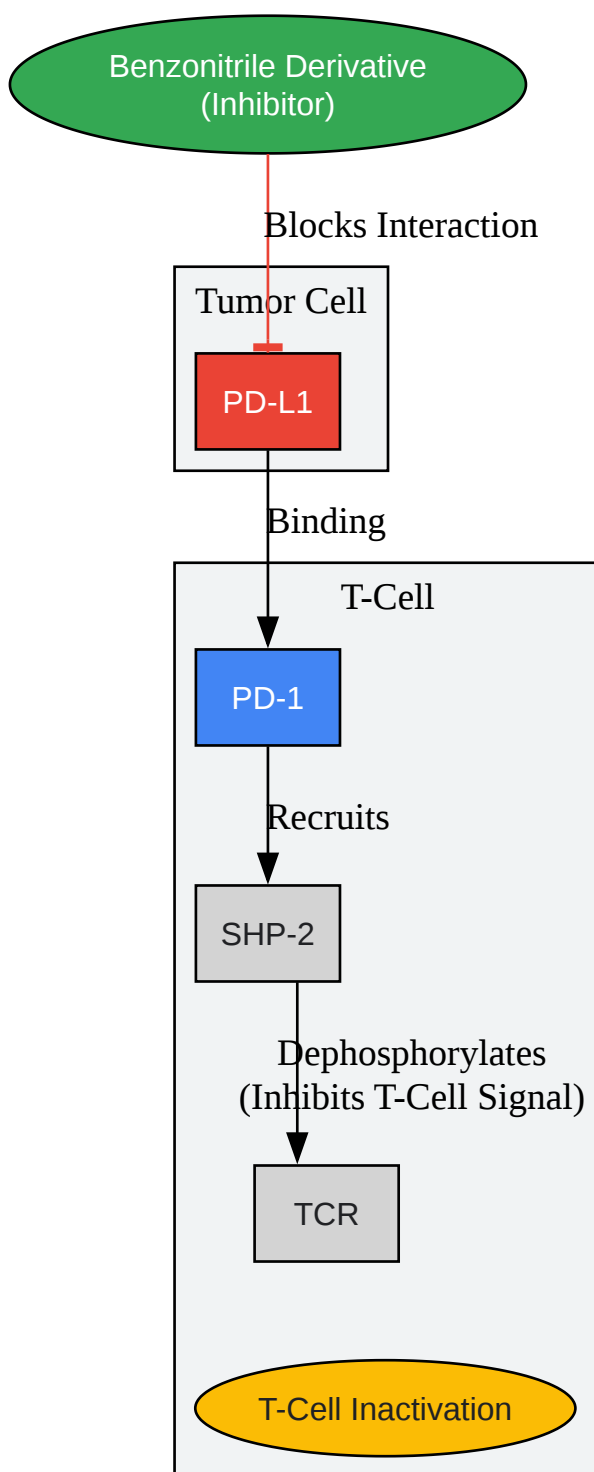 Benzonitrile Derivative
(Inhibitor)
Blocks Interaction
Tumor Cell
PD-L1
Binding
T-Cell
PD-1
Recruits
SHP-2
Dephosphorylates
(Inhibits T-Cell Signal)
TCR
T-Cell Inactivation